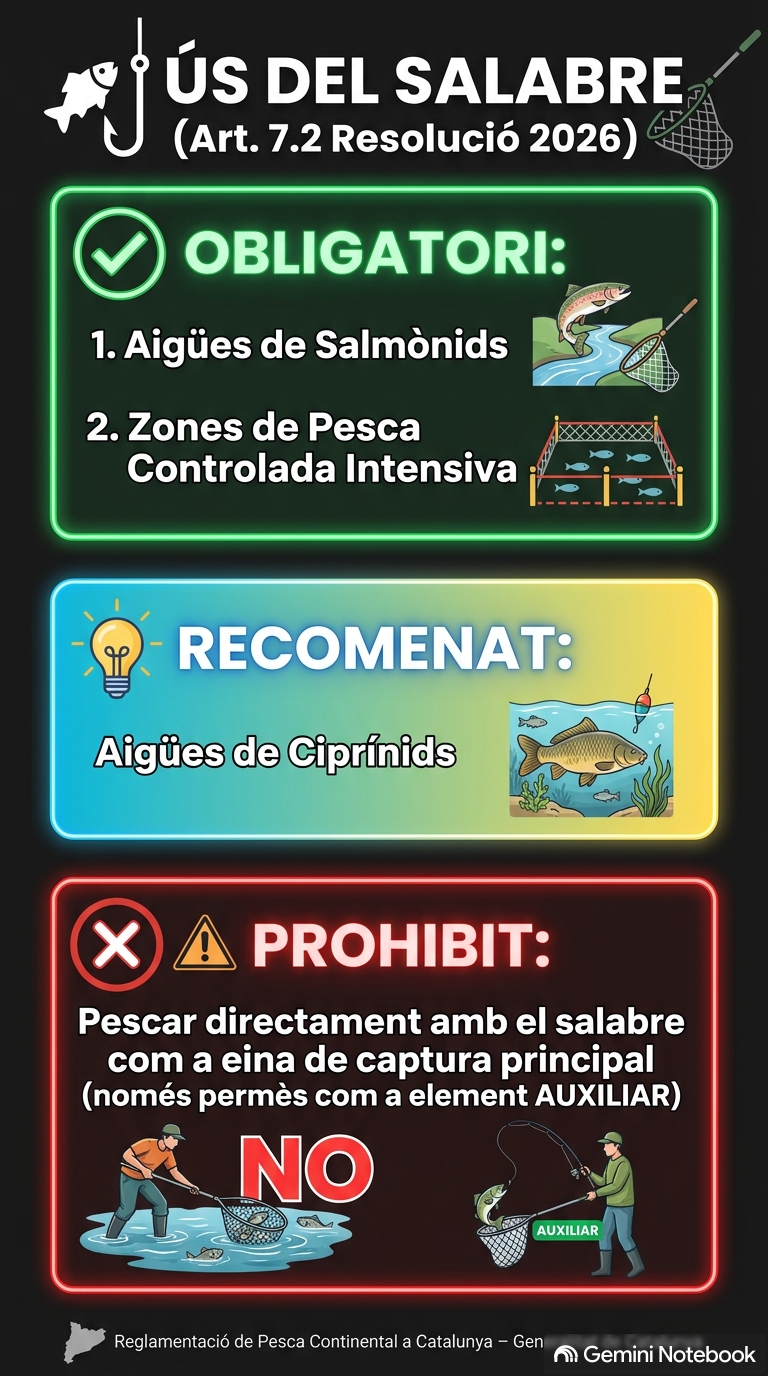 ÚS DEL SALABRE
(Art. 7.2 Resolució 2026)
OBLIGATORI:
1. Aigües de Salmònids
2. Zones de Pesca
Controlada Intensiva
RECOMENAT:
Aigües de Ciprínids
PROHIBIT:
Pescar directament amb el salabre
com a eina de captura principal
(només permès com a element AUXILIAR)
NO
AUXILIAR
Reglamentació de Pesca Continental a Catalunya –
Gemini Notebook